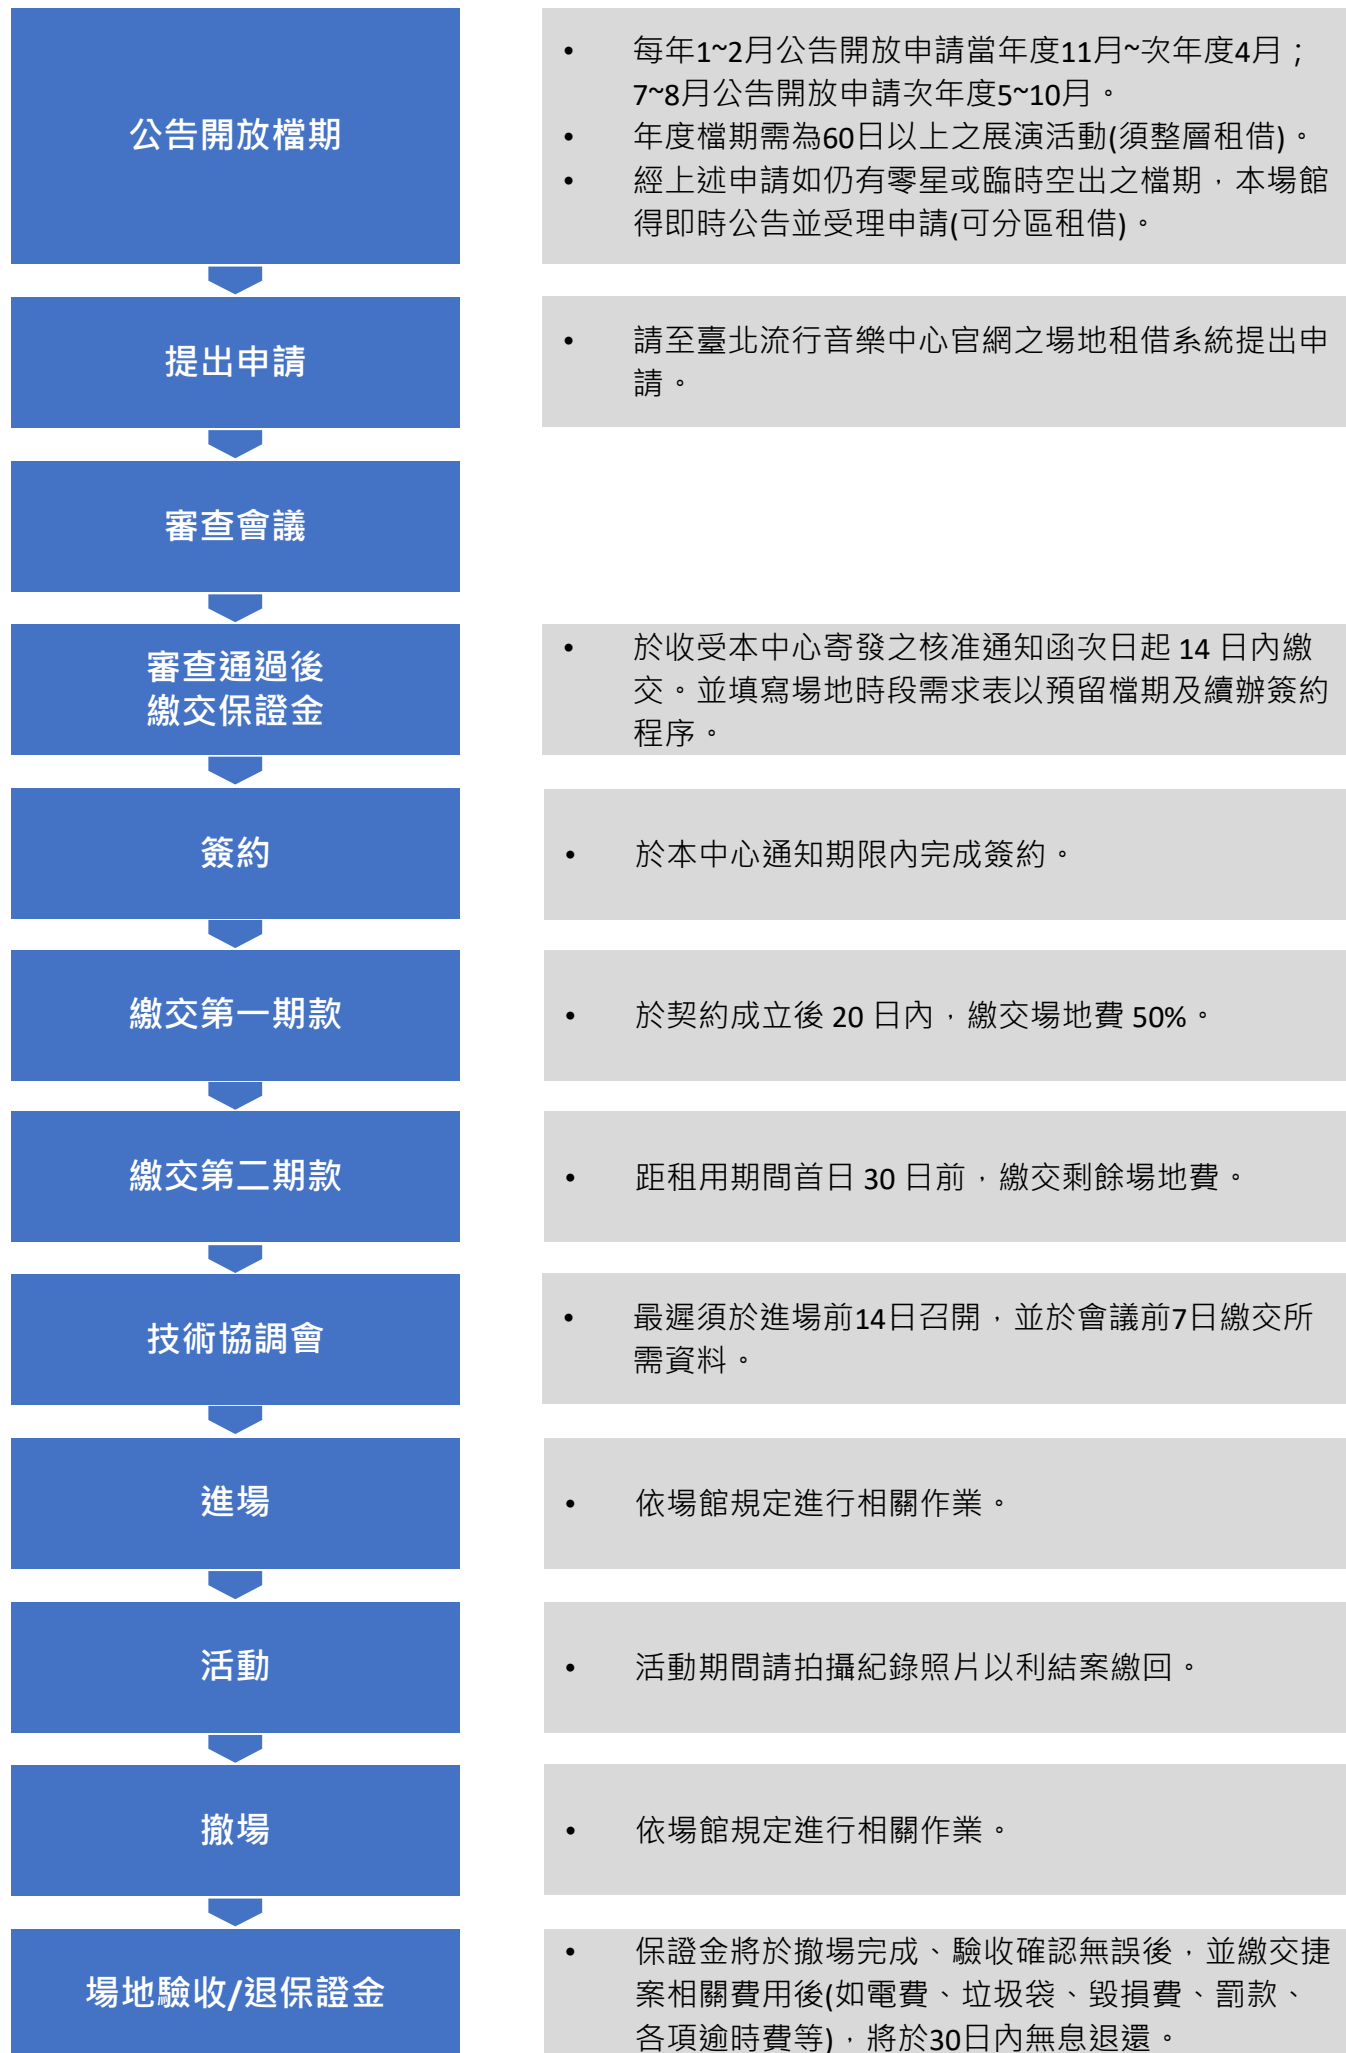 公告開放檔期
• 每年1~2月公告開放申請當年度11月~次年度4月；
7~8月公告開放申請次年度5~10月。
• 年度檔期需為60日以上之展演活動(須整層租借)。
• 經上述申請如仍有零星或臨時空出之檔期，本場館
得即時公告並受理申請(可分區租借)。
提出申請
• 請至臺北流行音樂中心官網之場地租借系統提出申
請。
審查會議
審查通過後
繳交保證金
• 於收受本中心寄發之核准通知函次日起 14 日內繳
交。並填寫場地時段需求表以預留檔期及續辦簽約
程序。
簽約
• 於本中心通知期限內完成簽約。
繳交第一期款
• 於契約成立後 20 日內，繳交場地費 50%。
繳交第二期款
• 距租用期間首日 30 日前，繳交剩餘場地費。
技術協調會
• 最遲須於進場前14日召開，並於會議前7日繳交所
需資料。
進場
• 依場館規定進行相關作業。
活動
• 活動期間請拍攝紀錄照片以利結案繳回。
撤場
• 依場館規定進行相關作業。
場地驗收/退保證金
• 保證金將於撤場完成、驗收確認無誤後，並繳交捷
案相關費用後(如電費、垃圾袋、毀損費、罰款、
各項逾時費等)，將於30日內無息退還。